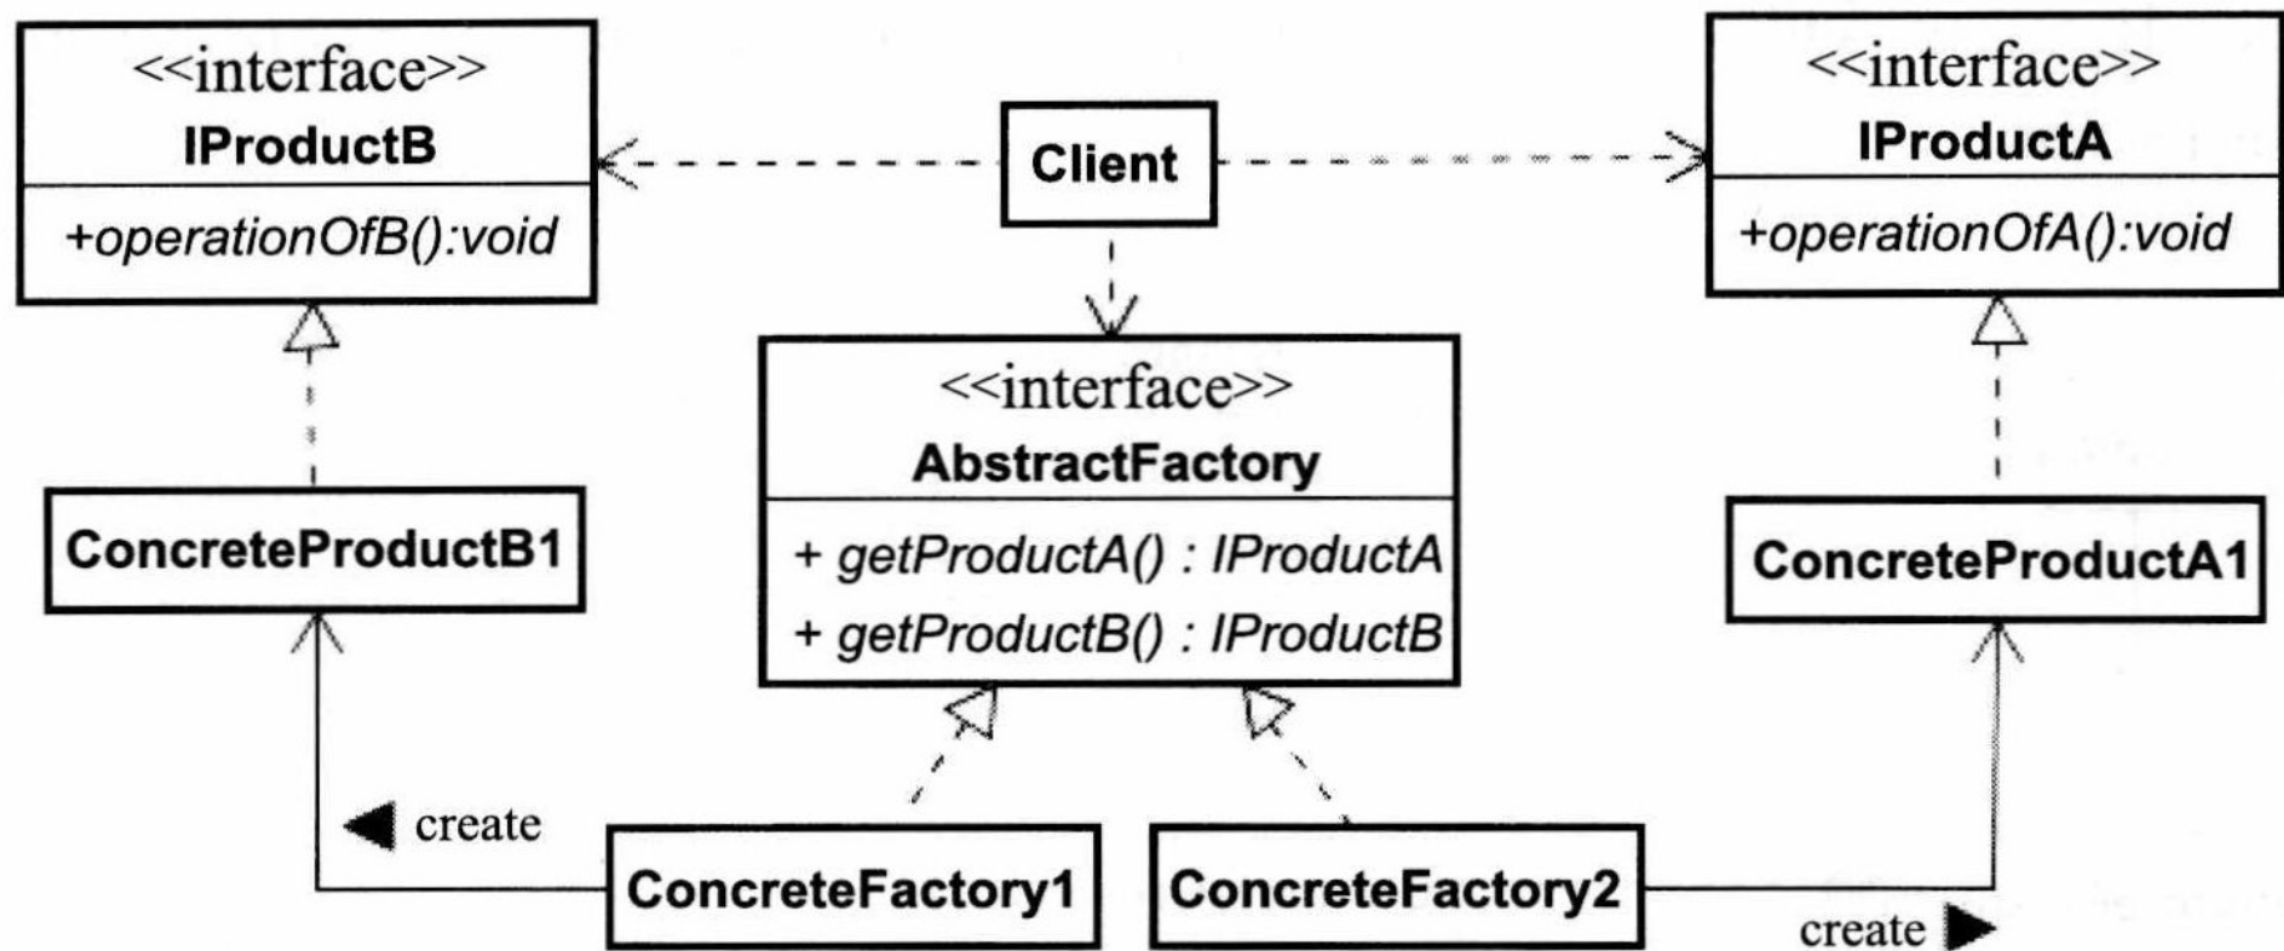 <<interface>>
IProductB
+operationOfB():void
Client
<<interface>>
IProductA
+operationOfA():void
<<interface>>
AbstractFactory
+ getProductA() : IProductA
+ getProductB() : IProductB
ConcreteProductB1
ConcreteProductA1
create
ConcreteFactory1
ConcreteFactory2
create